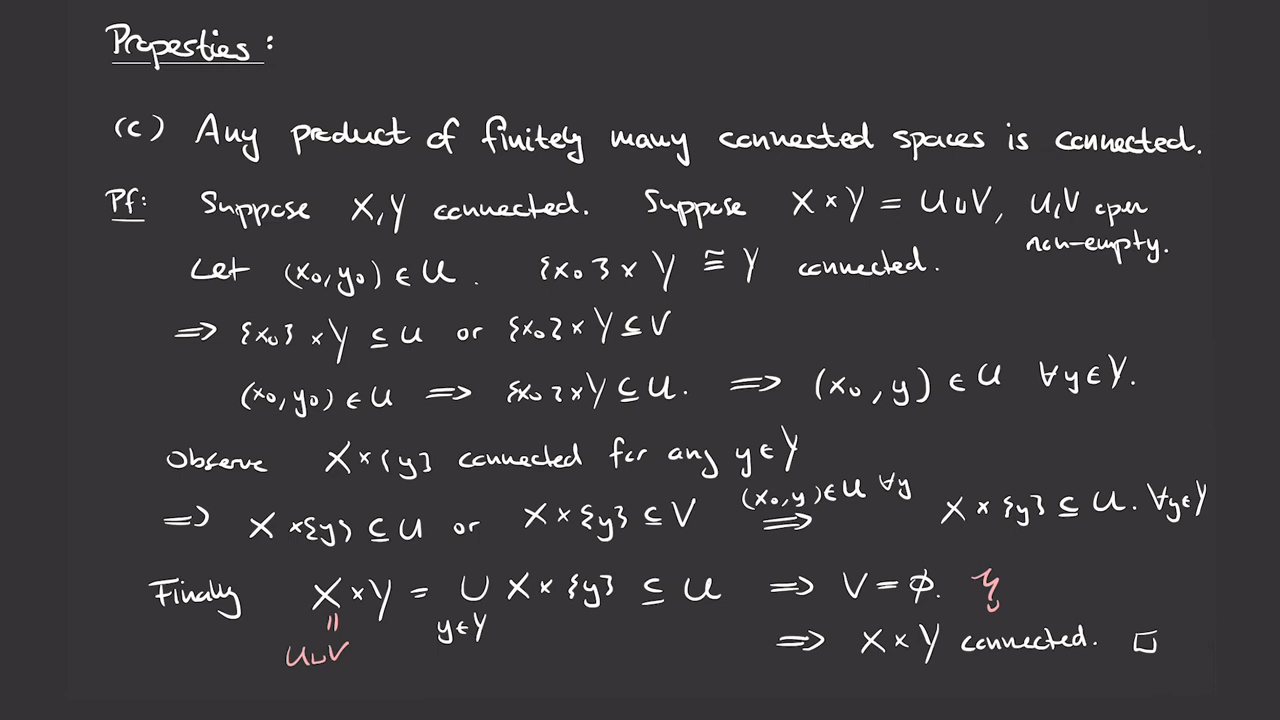 Properties:
(c) Any product of finitely many connected spaces is connected.
Pf: Suppose X, Y connected. Suppose X × Y = U ⊔ V, U, V open
non-empty.
Let (x₀, y₀) ∈ U. {x₀} × Y ≅ Y connected.
⇒ {x₀} × Y ⊆ U or {x₀} × Y ⊆ V
(x₀, y₀) ∈ U ⇒ {x₀} × Y ⊆ U. ⇒ (x₀, y) ∈ U ∀y ∈ Y.
Observe X × {y} connected for any y ∈ Y
⇒ X × {y} ⊆ U or X × {y} ⊆ V (x₀, y) ∈ U ∀y ⇒ X × {y} ⊆ U. ∀y ∈ Y
Finally X × Y = ∪ X × {y} ⊆ U ⇒ V = ∅. ↯
y ∈ Y
=
U ⊔ V
⇒ X × Y connected. □